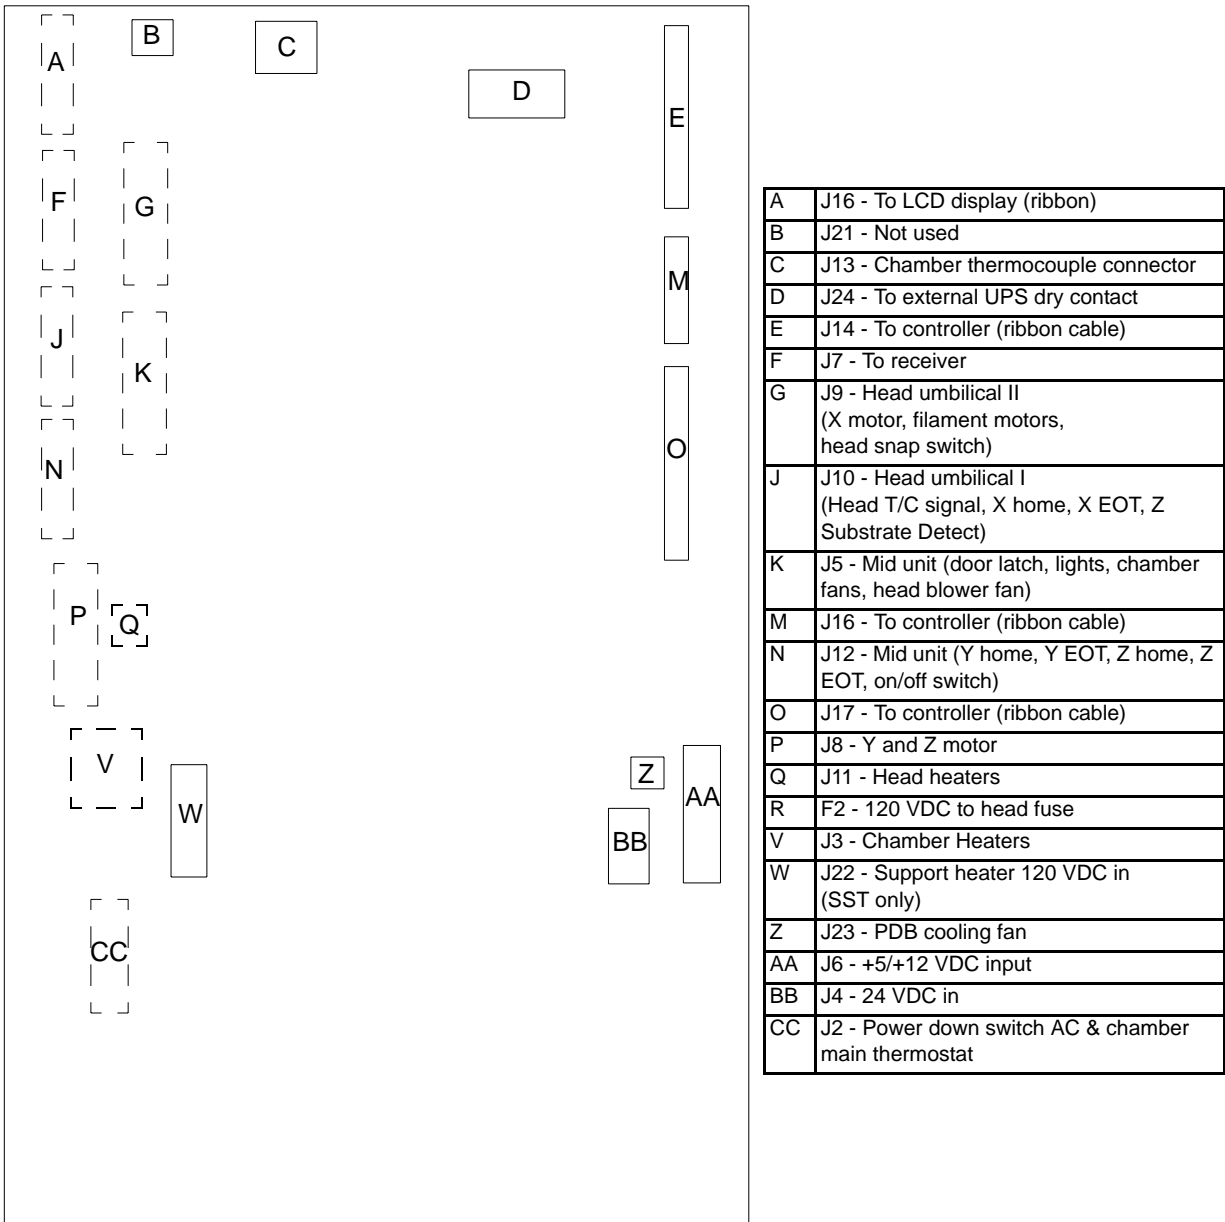 A
B
C
D
E
F
G
M
J
K
O
N
P
Q
V
W
Z
AA
BB
CC
A J16 - To LCD display (ribbon)
B J21 - Not used
C J13 - Chamber thermocouple connector
D J24 - To external UPS dry contact
E J14 - To controller (ribbon cable)
F J7 - To receiver
G J9 - Head umbilical II
(X motor, filament motors,
head snap switch)
J J10 - Head umbilical I
(Head T/C signal, X home, X EOT, Z
Substrate Detect)
K J5 - Mid unit (door latch, lights, chamber
fans, head blower fan)
M J16 - To controller (ribbon cable)
N J12 - Mid unit (Y home, Y EOT, Z home, Z
EOT, on/off switch)
O J17 - To controller (ribbon cable)
P J8 - Y and Z motor
Q J11 - Head heaters
R F2 - 120 VDC to head fuse
V J3 - Chamber Heaters
W J22 - Support heater 120 VDC in
(SST only)
Z J23 - PDB cooling fan
AA J6 - +5/+12 VDC input
BB J4 - 24 VDC in
CC J2 - Power down switch AC & chamber
main thermostat